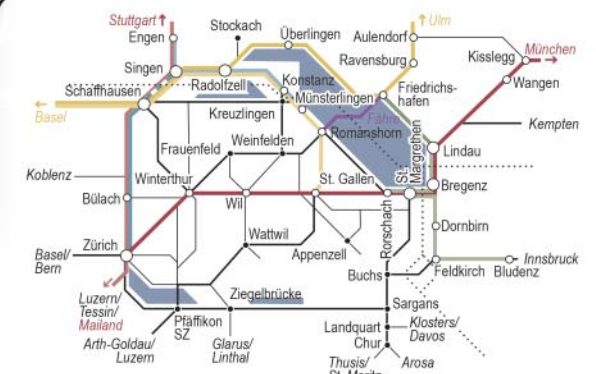 Stuttgart ↑
Engen
Stockach
Überlingen
Aulendorf
↑ Ulm
Ravensburg
Kisslegg
München
→
Singen
Radolfzell
Konstanz
Friedrichs-
hafen
Wangen
Schaffhausen
Münsterlingen
← 
Basel
Kreuzlingen
Fähre
Romanshorn
Kempten
Frauenfeld
Weinfelden
St.
Margrethen
Lindau
Koblenz
Winterthur
St. Gallen
Bregenz
Bülach
Wil
Rorschach
Zürich
Wattwil
Appenzell
Dornbirn
Basel/
Bern
Buchs
Feldkirch
Bludenz
Innsbruck
Luzern/
Tessin/
Mailand
Pfäffikon
SZ
Ziegelbrücke
Sargans
Arth-Goldau/
Luzern
Glarus/
Linthal
Landquart
Klosters/
Davos
Chur
Thusis/
St. Moritz
Arosa